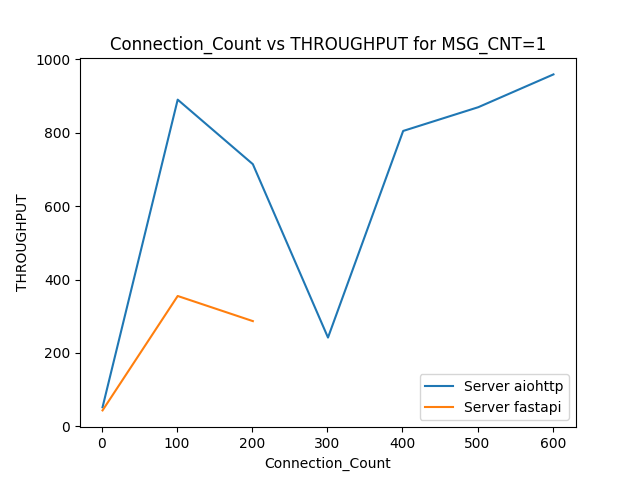 Connection_Count vs THROUGHPUT for MSG_CNT=1
1000
800
600
400
200
0
THROUGHPUT
Server aiohttp
Server fastapi
0 100 200 300 400 500 600
Connection_Count